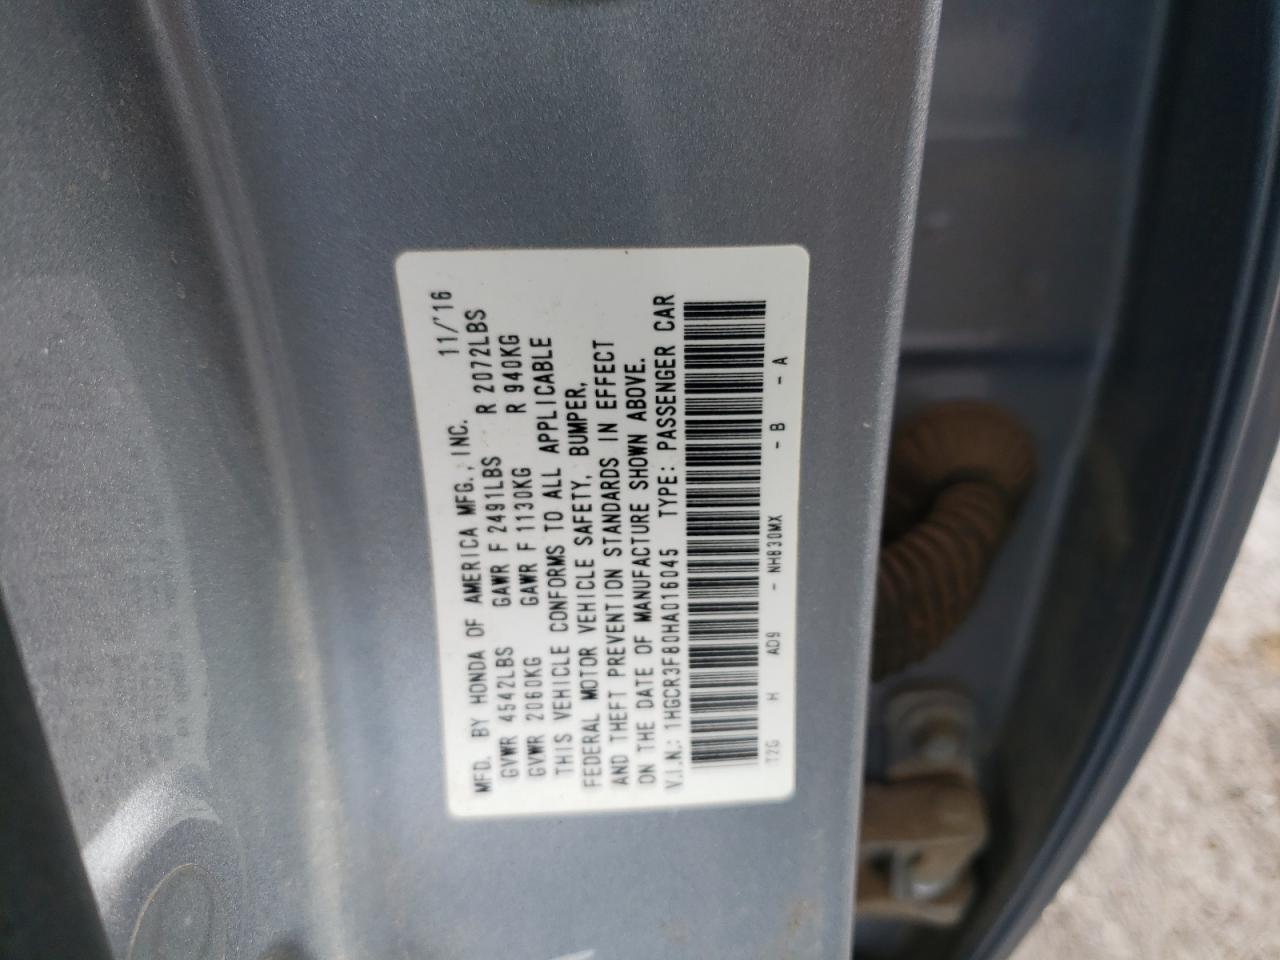 MFD. BY HONDA OF AMERICA MFG., INC. 11/'16
GVWR 4542LBS GAWR F 2491LBS R 2072LBS
GVWR 2060KG GAWR F 1130KG R 940KG
THIS VEHICLE CONFORMS TO ALL APPLICABLE
FEDERAL MOTOR VEHICLE SAFETY, BUMPER,
AND THEFT PREVENTION STANDARDS IN EFFECT
ON THE DATE OF MANUFACTURE SHOWN ABOVE.
V.I.N.: 1HGCR3F80HA016045 TYPE: PASSENGER CAR
T2G H AD9 - NH830MX - B - A